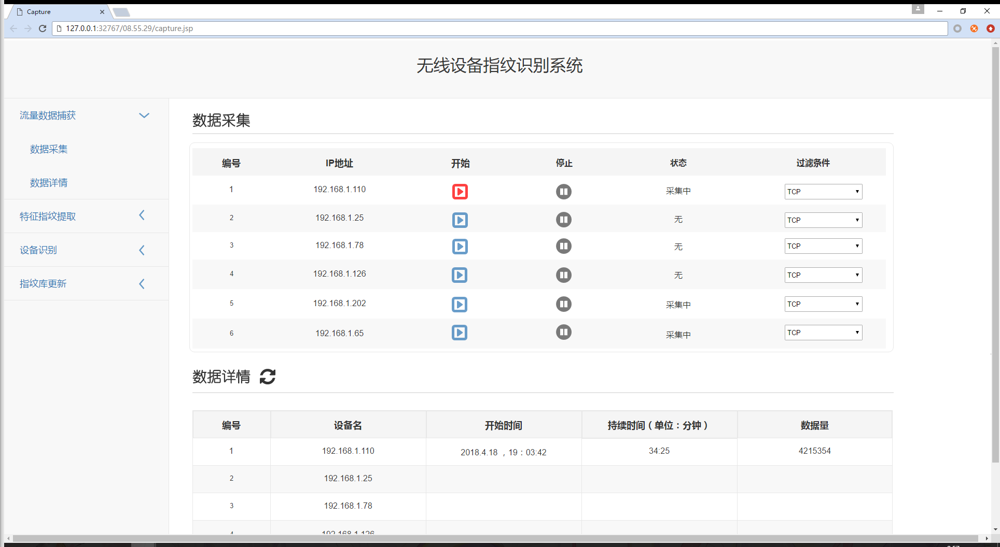 Capture
127.0.0.1:32767/08.55.29/capture.jsp
无线设备指纹识别系统
流量数据捕获
数据采集
数据详情
特征指纹提取
设备识别
指纹库更新
数据采集
编号 IP地址 开始 停止 状态 过滤条件
1 192.168.1.110 采集中 TCP
2 192.168.1.25 无 TCP
3 192.168.1.78 无 TCP
4 192.168.1.126 无 TCP
5 192.168.1.202 采集中 TCP
6 192.168.1.65 采集中 TCP
数据详情
编号 设备名 开始时间 持续时间（单位：分钟） 数据量
1 192.168.1.110 2018.4.18 ，19：03:42 34:25 4215354
2 192.168.1.25
3 192.168.1.78
4 192.168.1.126